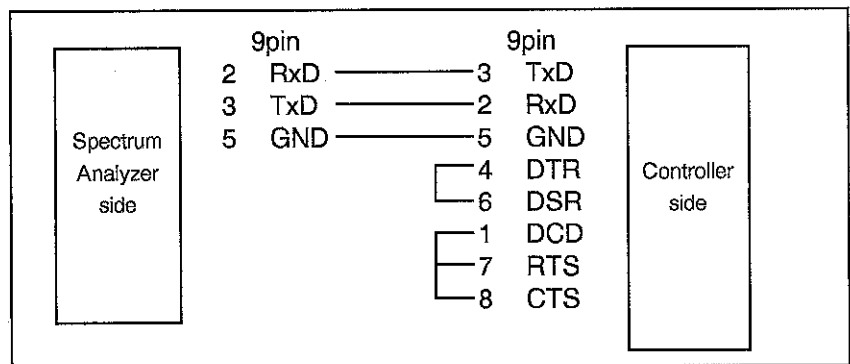 9pin 9pin
2 RxD 3 TxD
3 TxD 2 RxD
5 GND 5 GND
4 DTR
6 DSR
1 DCD
7 RTS
8 CTS
Spectrum
Analyzer
side
Controller
side